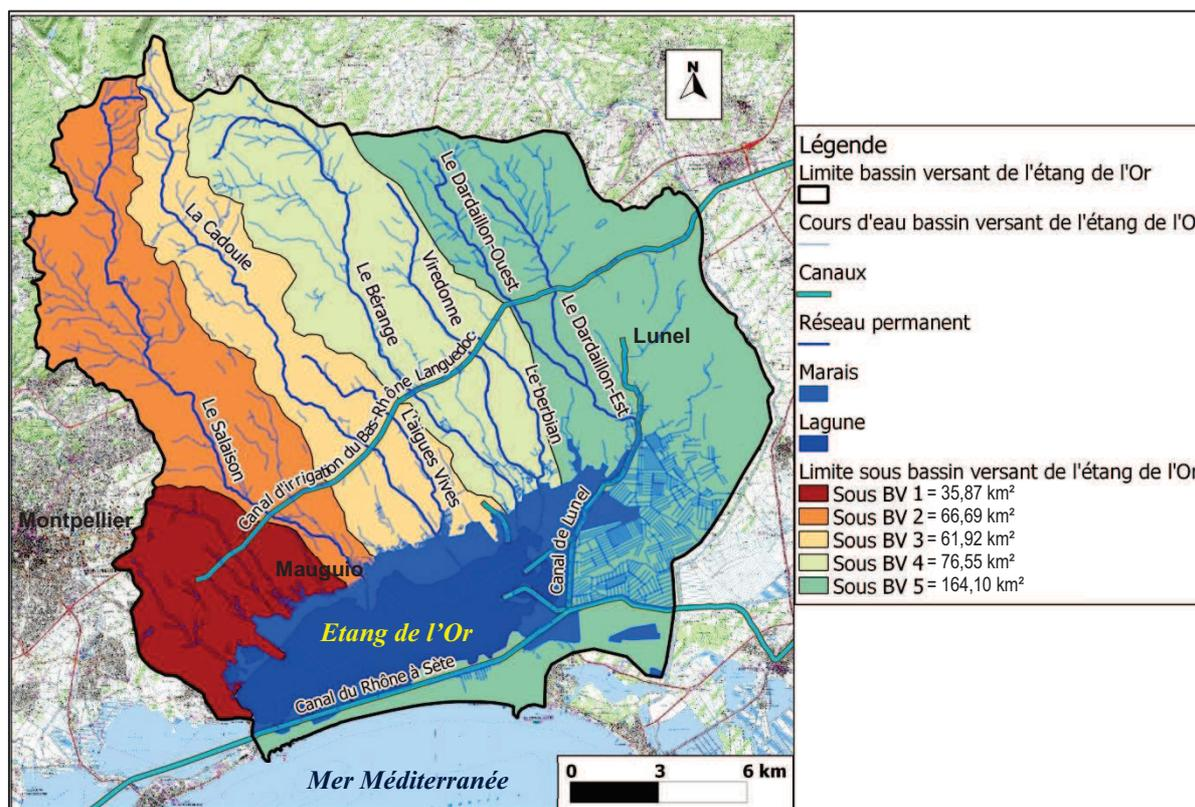 N
Le Dardaillon-Ouest
La Cadoule
Viredonne
Le Bérange
Lunel
Le Dardaillon-Est
Le berbian
Canal d'irrigation du Bas-Rhône Languedoc
L'aigues Vives
Le Salaison
Montpellier
Mauguio
Canal de Lunel
Etang de l'Or
Canal du Rhône à Sète
Mer Méditerranée
0 3 6 km
Légende
Limite bassin versant de l'étang de l'Or
Cours d'eau bassin versant de l'étang de l'O
Canaux
Réseau permanent
Marais
Lagune
Limite sous bassin versant de l'étang de l'Or
Sous BV 1 = 35,87 km²
Sous BV 2 = 66,69 km²
Sous BV 3 = 61,92 km²
Sous BV 4 = 76,55 km²
Sous BV 5 = 164,10 km²